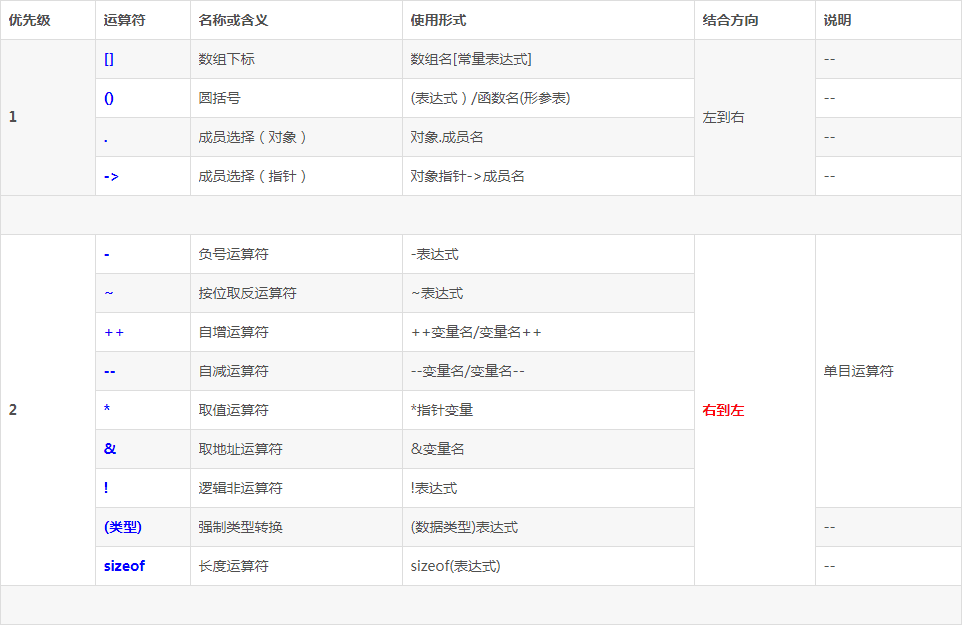 优先级 运算符 名称或含义 使用形式 结合方向 说明
1 [] 数组下标 数组名[常量表达式] 左到右 --
() 圆括号 (表达式）/函数名(形参表) --
. 成员选择（对象） 对象.成员名 --
-> 成员选择（指针） 对象指针->成员名 --
2 - 负号运算符 -表达式 右到左 单目运算符
~ 按位取反运算符 ~表达式
++ 自增运算符 ++变量名/变量名++
-- 自减运算符 --变量名/变量名--
* 取值运算符 *指针变量
& 取地址运算符 &变量名
! 逻辑非运算符 !表达式
(类型) 强制类型转换 (数据类型)表达式 --
sizeof 长度运算符 sizeof(表达式) --